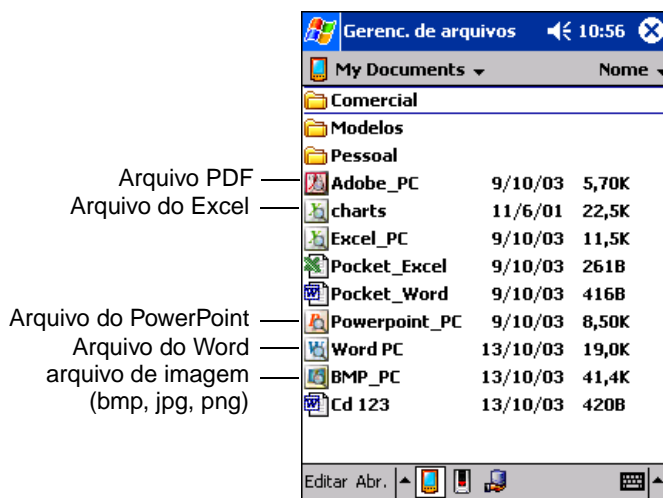 Gerenc. de arquivos 10:56
My Documents Nome
Comercial
Modelos
Pessoal
Arquivo PDF Adobe_PC 9/10/03 5,70K
Arquivo do Excel charts 11/6/01 22,5K
Excel_PC 9/10/03 11,5K
Pocket_Excel 9/10/03 261B
Pocket_Word 9/10/03 416B
Arquivo do PowerPoint Powerpoint_PC 9/10/03 8,50K
Arquivo do Word Word PC 13/10/03 19,0K
arquivo de imagem BMP_PC 13/10/03 41,4K
(bmp, jpg, png) Cd 123 13/10/03 420B
Editar Abr.